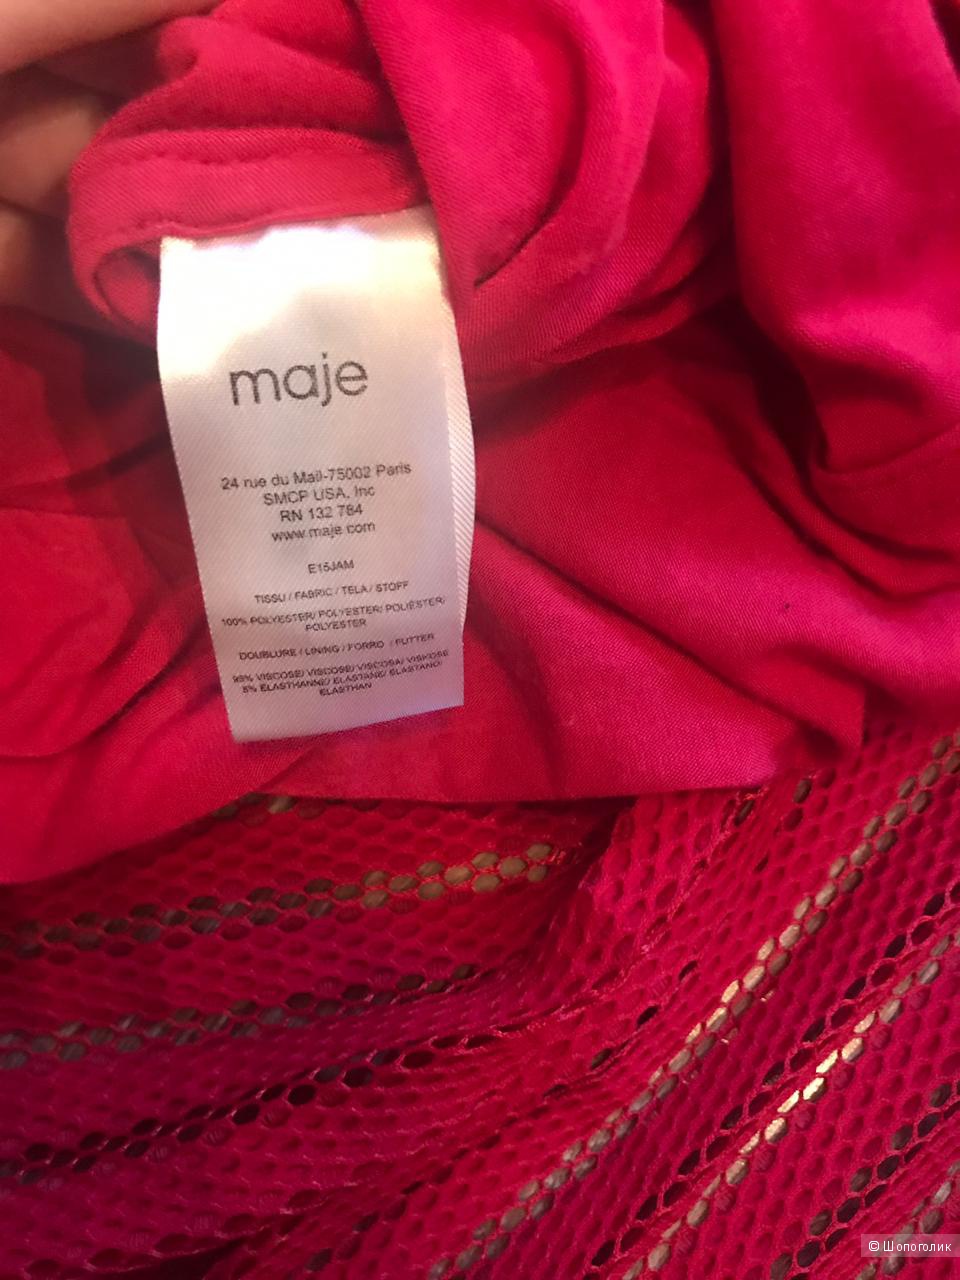 maje
24 rue du Mail-75002 Paris
SMCP USA, Inc
RN 132 784
www.maje.com
E15JAM
TISSU / FABRIC / TELA / STOFF
100% POLYESTER/ POLYESTER/ POLIESTER/
POLYESTER
DOUBLURE / LINING / FORRO / FUTTER
95% VISCOSE/ VISCOSE/ VISCOSA/ VISKOSE
5% ELASTHANNE/ ELASTANE/ ELASTANO/
ELASTHAN
© Шопоголик